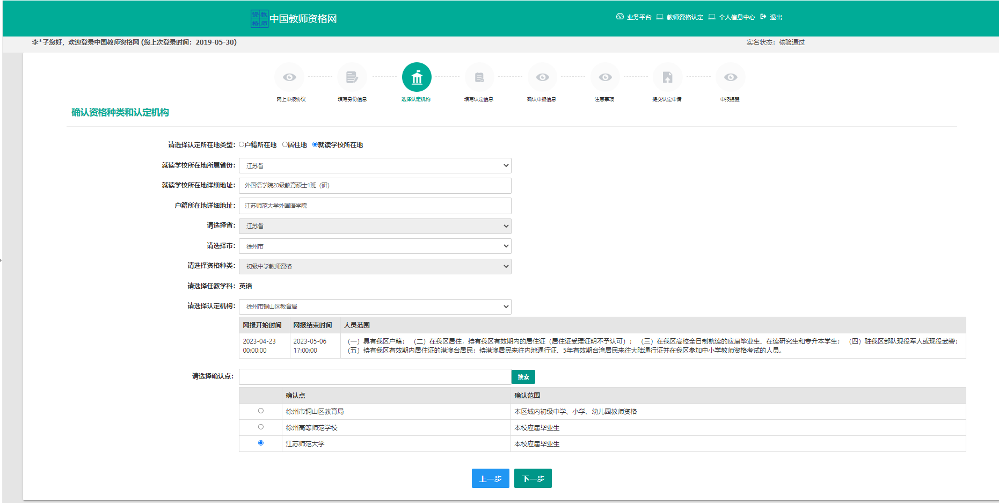 资教格师 中国教师资格网 业务平台 教师资格认定 个人信息中心 退出
李*子您好，欢迎登录中国教师资格网 (您上次登录时间：2019-05-30) 实名状态：核验通过
网上申报协议 填写身份信息 选择认定机构 填写认定信息 确认申报信息 注意事项 提交认定申请 申报提醒
确认资格种类和认定机构
请选择认定所在地类型：户籍所在地 居住地 就读学校所在地
就读学校所在地所属省份：江苏省
就读学校所在地详细地址：外国语学院20级教育硕士1班（研）
户籍所在地详细地址：江苏师范大学外国语学院
请选择省：江苏省
请选择市：徐州市
请选择资格种类：初级中学教师资格
请选择任教学科：英语
请选择认定机构：徐州市铜山区教育局
网报开始时间 网报结束时间 人员范围
2023-04-23 00:00:00 2023-05-06 17:00:00 （一）具有我区户籍； （二）在我区居住，持有我区有效期内的居住证（居住证受理证明不予认可）； （三）在我区高校全日制就读的应届毕业生、在读研究生和专升本学生； （四）驻我区部队现役军人或现役武警；
（五）持有我区有效期内居住证的港澳台居民；持港澳居民来往内地通行证、5年有效期台湾居民来往大陆通行证并在我区参加中小学教师资格考试的人员。
请选择确认点： 搜索
确认点 确认范围
徐州市铜山区教育局 本区域内初级中学、小学、幼儿园教师资格
徐州高等师范学校 本校应届毕业生
江苏师范大学 本校应届毕业生
上一步 下一步